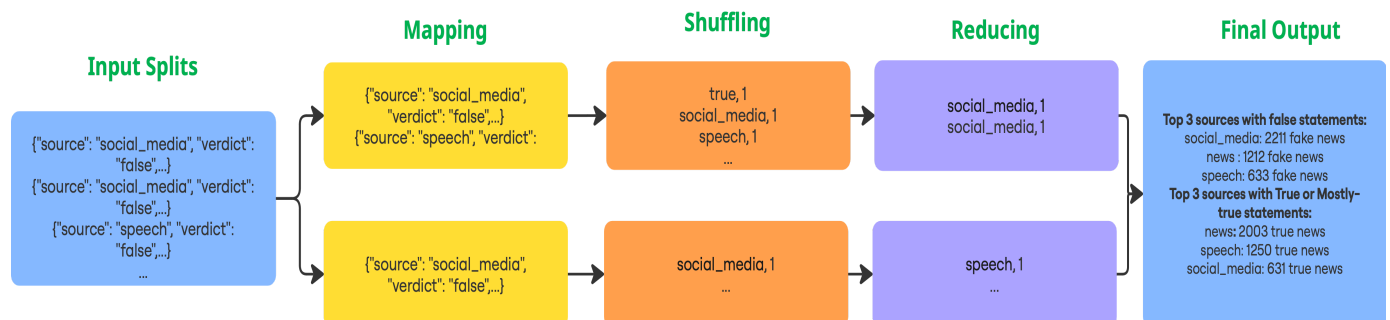 Input Splits
{"source": "social_media", "verdict":
"false",...}
{"source": "social_media", "verdict":
"false",...}
{"source": "speech", "verdict":
"false",...}
...
Mapping
{"source": "social_media",
"verdict": "false",...}
{"source": "speech", "verdict":
{"source": "social_media",
"verdict": "false",...}
Shuffling
true, 1
social_media, 1
speech, 1
...
social_media, 1
...
Reducing
social_media, 1
social_media, 1
speech, 1
...
Final Output
Top 3 sources with false statements:
social_media: 2211 fake news
news : 1212 fake news
speech: 633 fake news
Top 3 sources with True or Mostly-
true statements:
news: 2003 true news
speech: 1250 true news
social_media: 631 true news